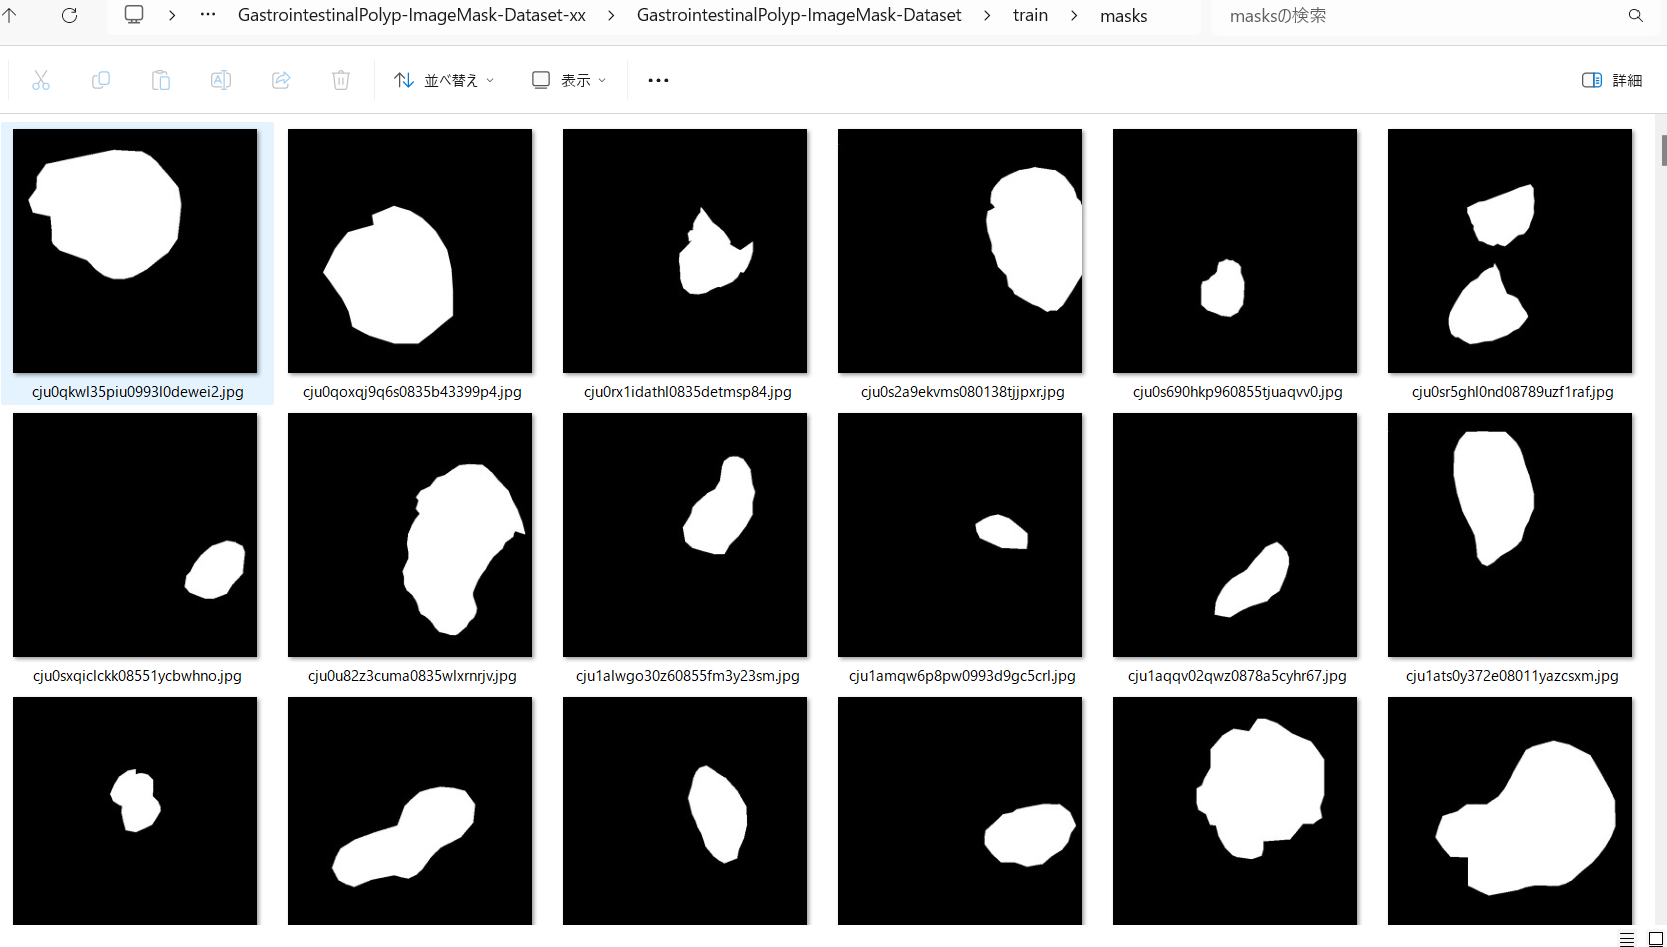 GastrointestinalPolyp-ImageMask-Dataset-xx > GastrointestinalPolyp-ImageMask-Dataset > train > masks
masksの検索
並べ替え
表示
詳細
cju0qkwl35piu0993l0dewei2.jpg
cju0qoxqj9q6s0835b43399p4.jpg
cju0rx1idathl0835detmsp84.jpg
cju0s2a9ekvms080138tjjpxr.jpg
cju0s690hkp960855tjuaqvv0.jpg
cju0sr5ghl0nd08789uzf1raf.jpg
cju0sxqiclckk08551ycbwhno.jpg
cju0u82z3cuma0835wlxrnrjv.jpg
cju1alwgo30z60855fm3y23sm.jpg
cju1amqw6p8pw0993d9gc5crl.jpg
cju1aqqv02qwz0878a5cyhr67.jpg
cju1ats0y372e08011yazcsxm.jpg